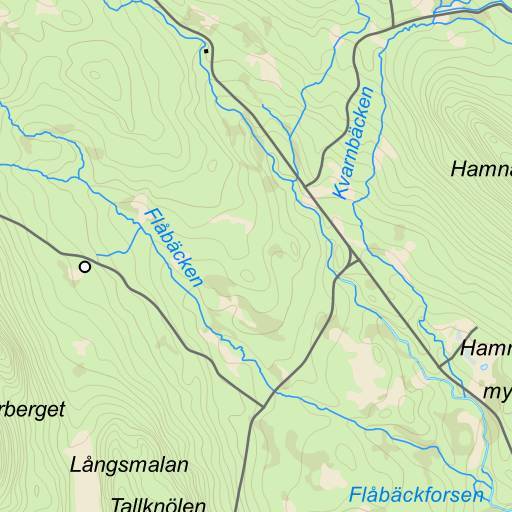 Kvarnbäcken
Hamna
Flåbäcken
Hamn
my
rberget
Långsmalan
Tallknölen
Flåbäckforsen